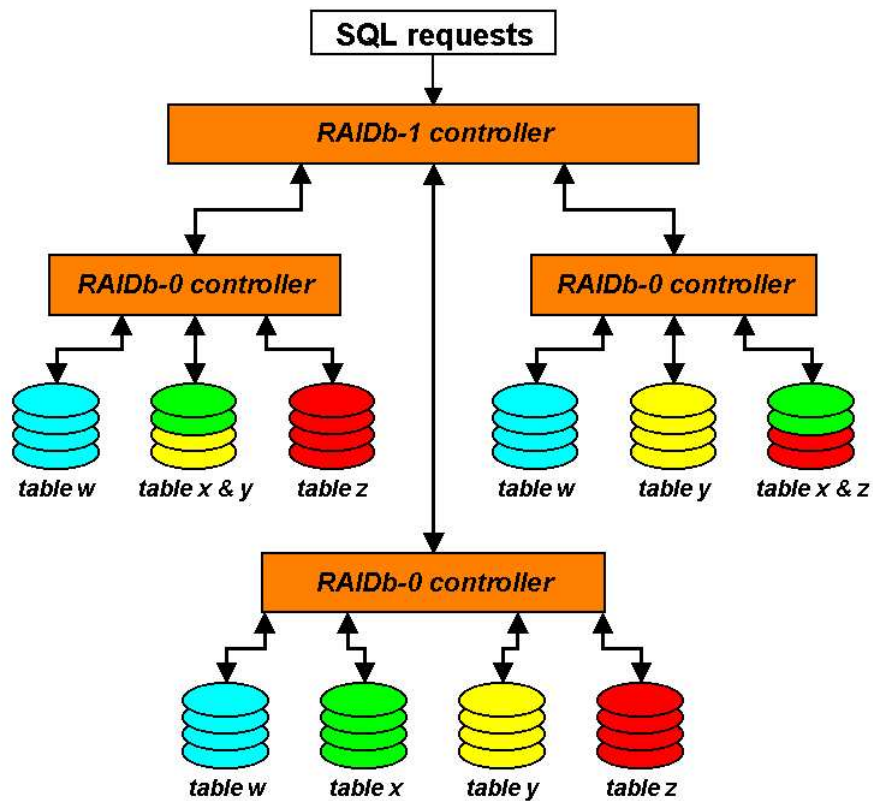 SQL requests
RAIDb-1 controller
RAIDb-0 controller
RAIDb-0 controller
table w
table x & y
table z
table w
table y
table x & z
RAIDb-0 controller
table w
table x
table y
table z